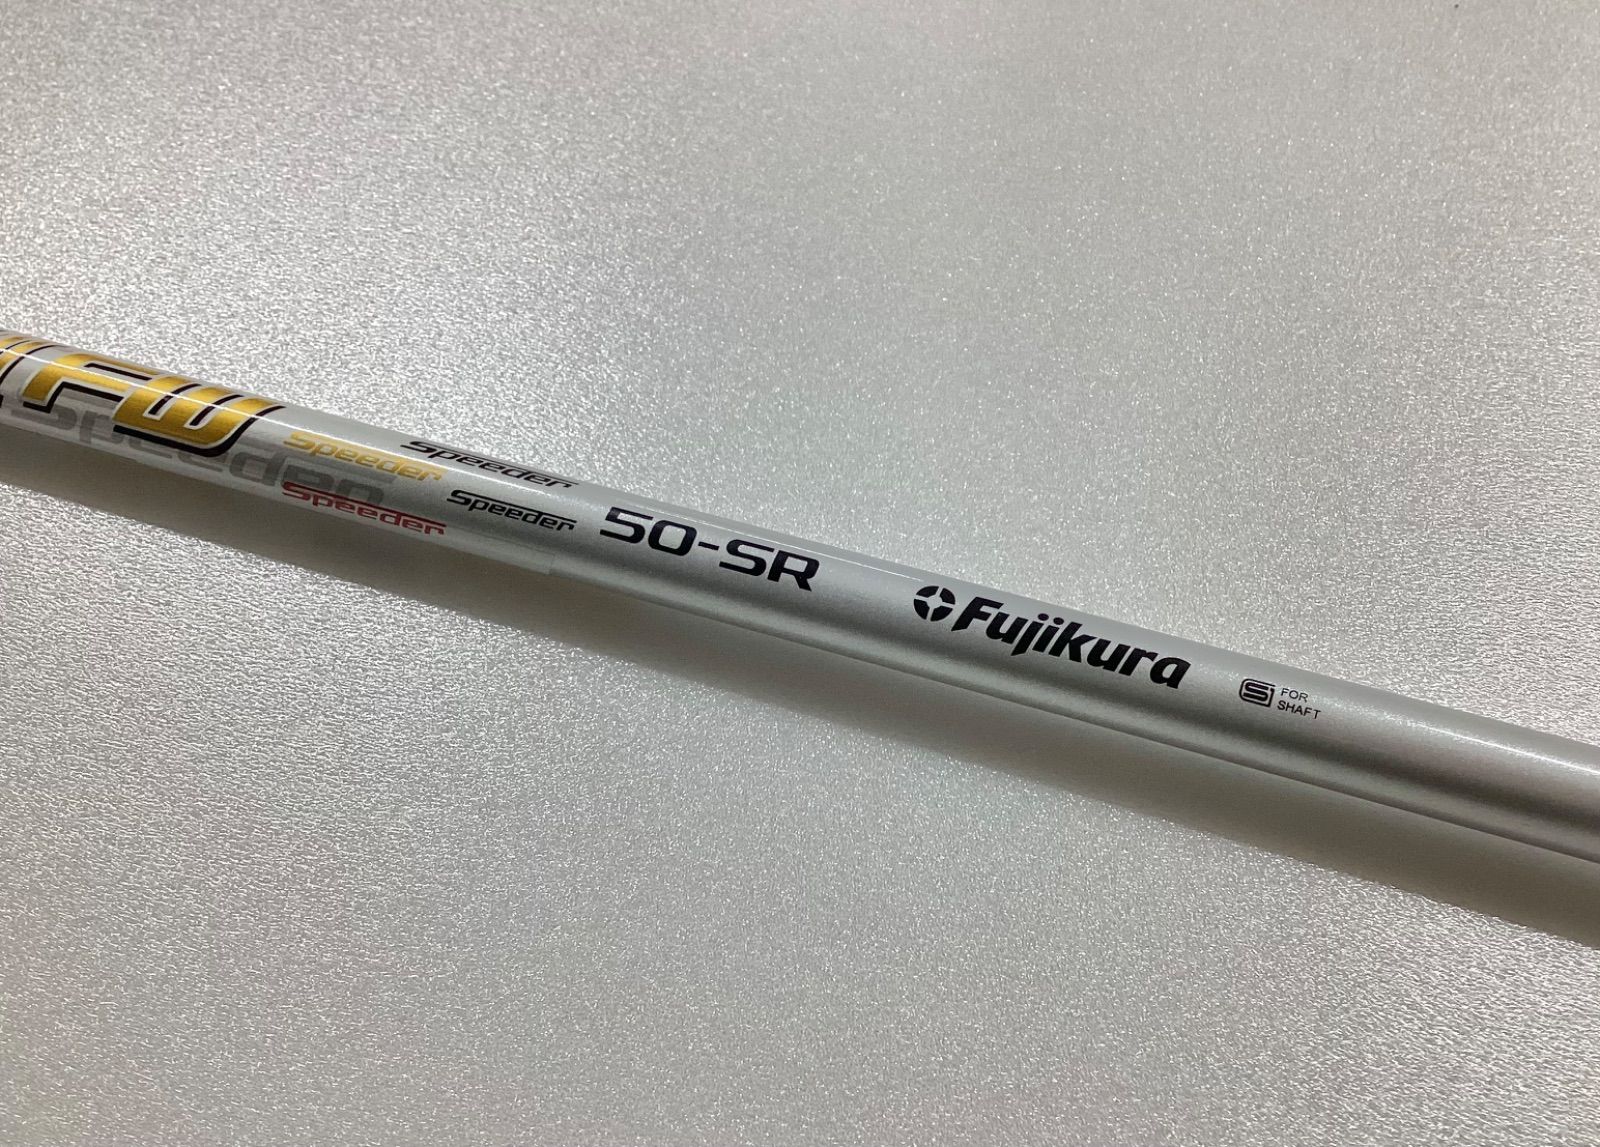 FW
Speeder
Speeder
Speeder
Speeder
Speeder
50-SR
Fujikura
S FOR
SHAFT